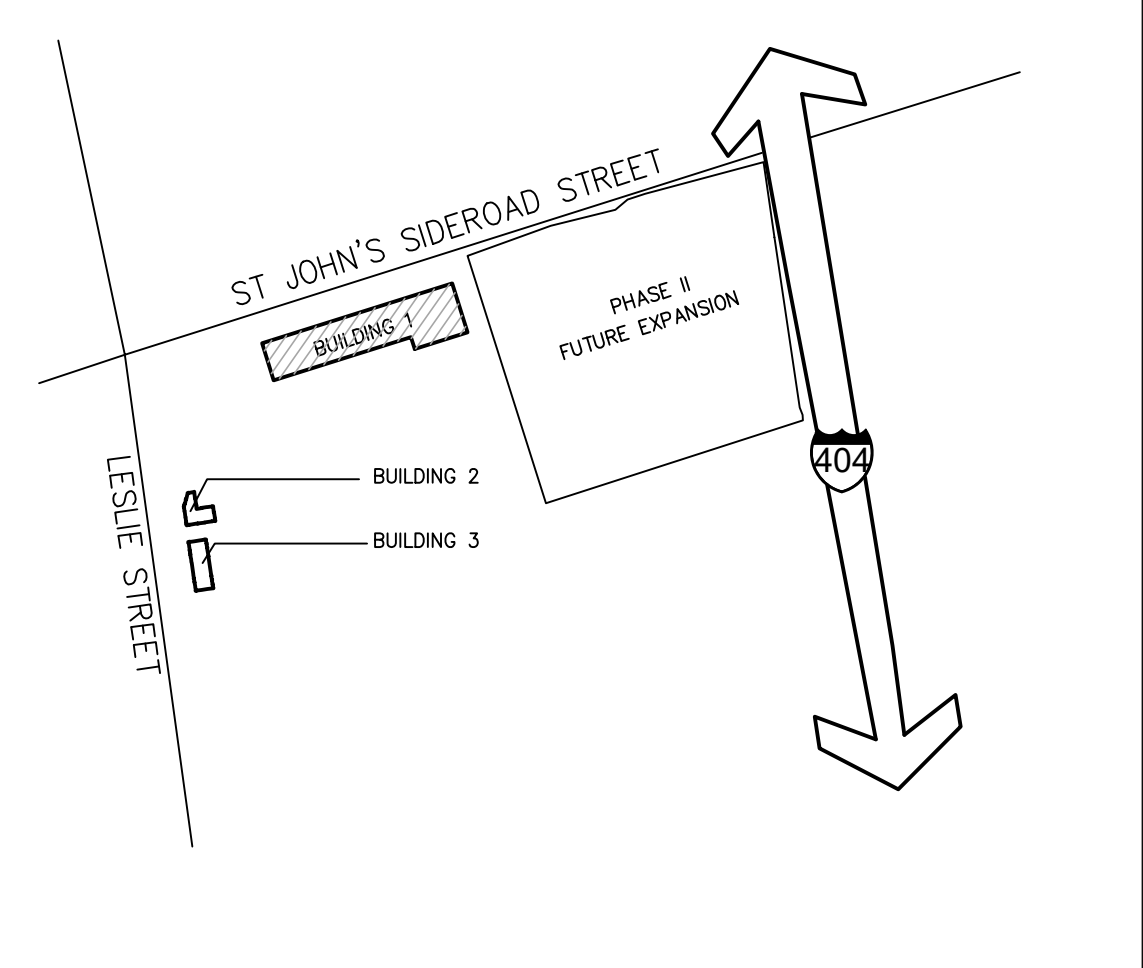 ST JOHN'S SIDEROAD STREET
PHASE II
FUTURE EXPANSION
BUILDING 1
404
BUILDING 2
BUILDING 3
LESLIE STREET